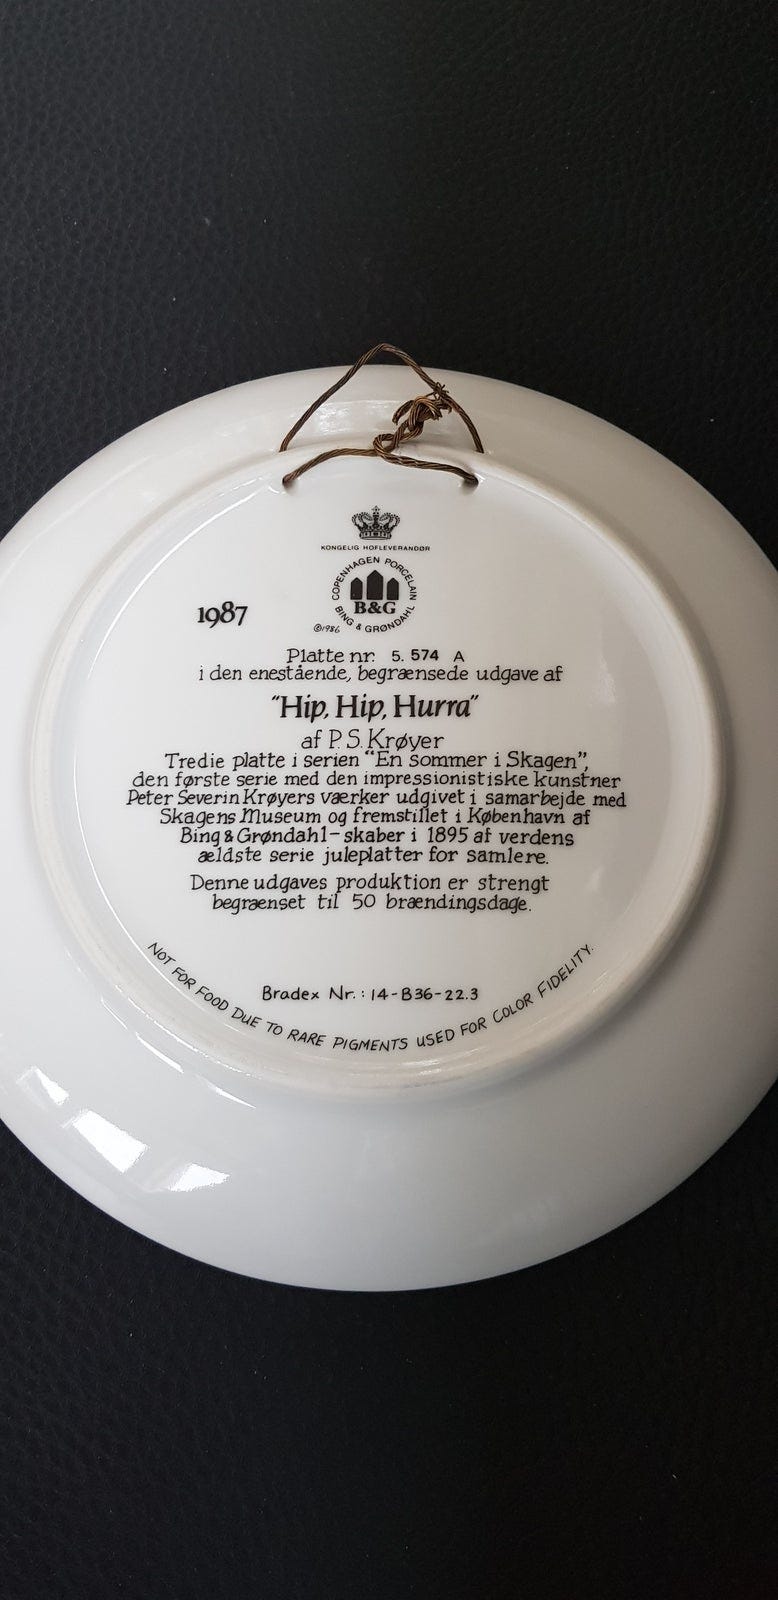 KONGELIG HOFLEVERANDØR
COPENHAGEN PORCELAIN
B&G
BING & GRØNDAHL
©1986
1987
Platte nr. 5.574 A
i den enestående, begrænsede udgave af
"Hip, Hip, Hurra"
af P. S. Krøyer
Tredie platte i serien "En sommer i Skagen",
den første serie med den impressionistiske kunstner
Peter Severin Krøyers værker udgivet i samarbejde med
Skagens Museum og fremstillet i København af
Bing & Grøndahl - skaber i 1895 af verdens
ældste serie juleplatter for samlere.
Denne udgaves produktion er strengt
begrænset til 50 brændingsdage.
Bradex Nr.: 14-B36-22.3
NOT FOR FOOD DUE TO RARE PIGMENTS USED FOR COLOR FIDELITY.